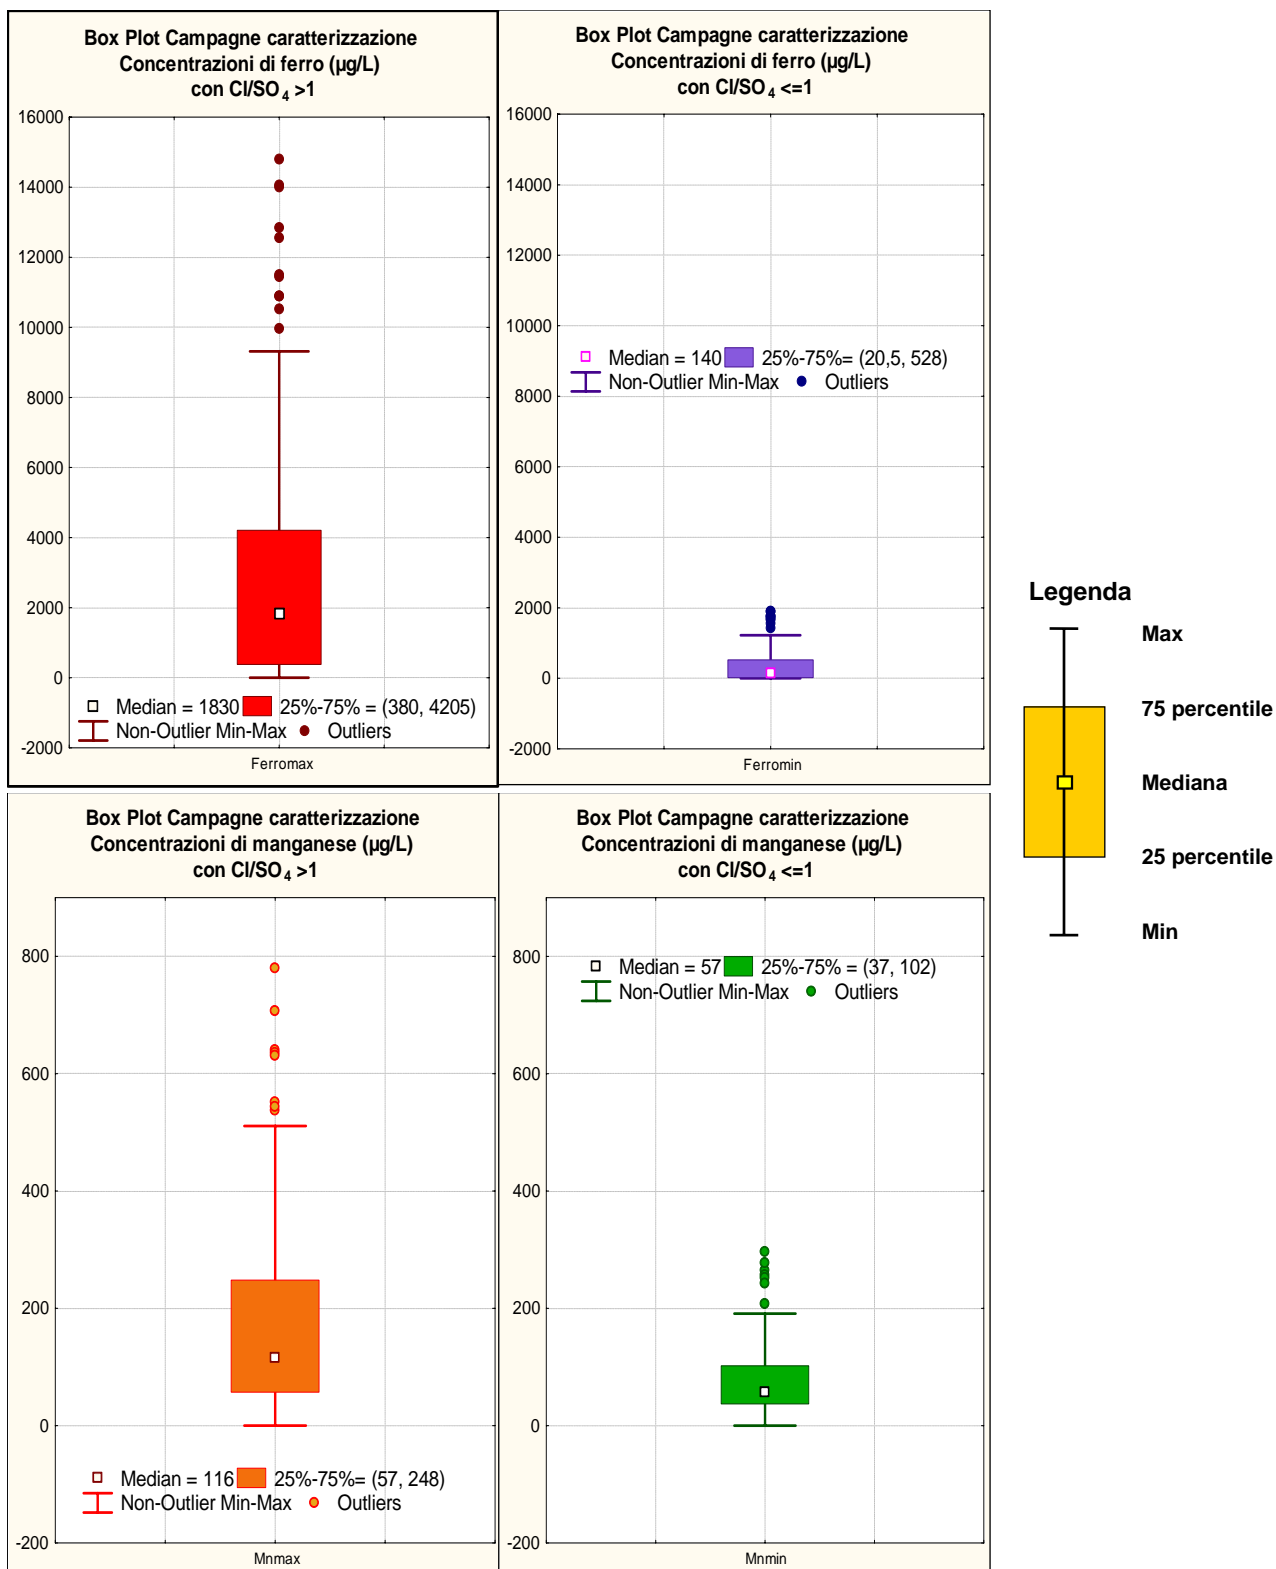 Box Plot Campagne caratterizzazione
Concentrazioni di ferro (µg/L)
con Cl/SO4 >1
16000
14000
12000
10000
8000
6000
4000
2000
0
-2000
Median = 1830 25%-75% = (380, 4205)
Non-Outlier Min-Max Outliers
Ferromax
Box Plot Campagne caratterizzazione
Concentrazioni di ferro (µg/L)
con Cl/SO4 <=1
16000
14000
12000
10000
8000
6000
4000
2000
0
-2000
Median = 140 25%-75%= (20,5, 528)
Non-Outlier Min-Max Outliers
Ferromin
Box Plot Campagne caratterizzazione
Concentrazioni di manganese (µg/L)
con Cl/SO4 >1
800
600
400
200
0
-200
Median = 116 25%-75%= (57, 248)
Non-Outlier Min-Max Outliers
Mnmax
Box Plot Campagne caratterizzazione
Concentrazioni di manganese (µg/L)
con Cl/SO4 <=1
800
600
400
200
0
-200
Median = 57 25%-75% = (37, 102)
Non-Outlier Min-Max Outliers
Mnmin
Legenda
Max
75 percentile
Mediana
25 percentile
Min